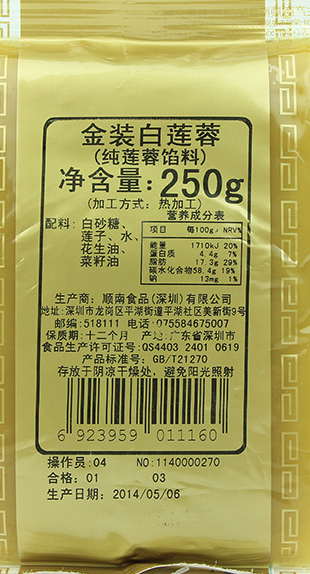 金装白莲蓉
(纯莲蓉馅料)
净含量:250g
(加工方式:热加工)
营养成分表
配料:白砂糖、
莲子、水、
花生油、
菜籽油
项目 每100g NRV%
能量 1710kJ 20%
蛋白质 4.4g 7%
脂肪 17.3g 29%
碳水化合物 58.4g 19%
钠 13mg 1%
生产商:顺南食品(深圳)有限公司
地址:深圳市龙岗区平湖街道平湖社区美新街9号
邮编:518111 电话:075584675007
保质期:十二个月 产地:广东省深圳市
食品生产许可证号:QS4403 2401 0619
产品标准号:GB/T21270
存放于阴凉干燥处,避免阳光照射
6 923959 011160
操作员:04 NO:1140000270
合格:01 03
生产日期:2014/05/06